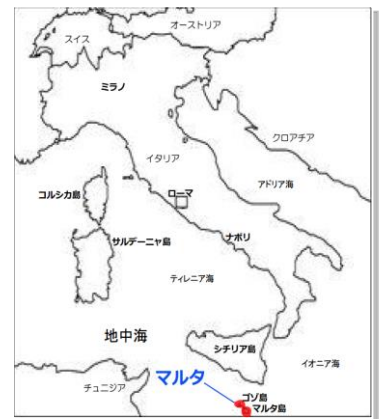 オーストリア
スイス
ミラノ
クロアチア
イタリア
アドリア海
コルシカ島
ローマ
サルデーニャ島
ナポリ
ティレニア海
地中海
シチリア島
イオニア海
マルタ
チュニジア
ゴゾ島
マルタ島